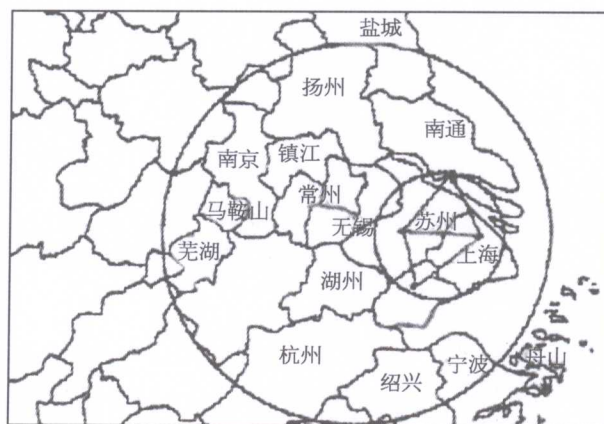 盐城
扬州
南通
南京
镇江
常州
马鞍山
苏州
无锡
上海
芜湖
湖州
杭州
宁波
舟山
绍兴